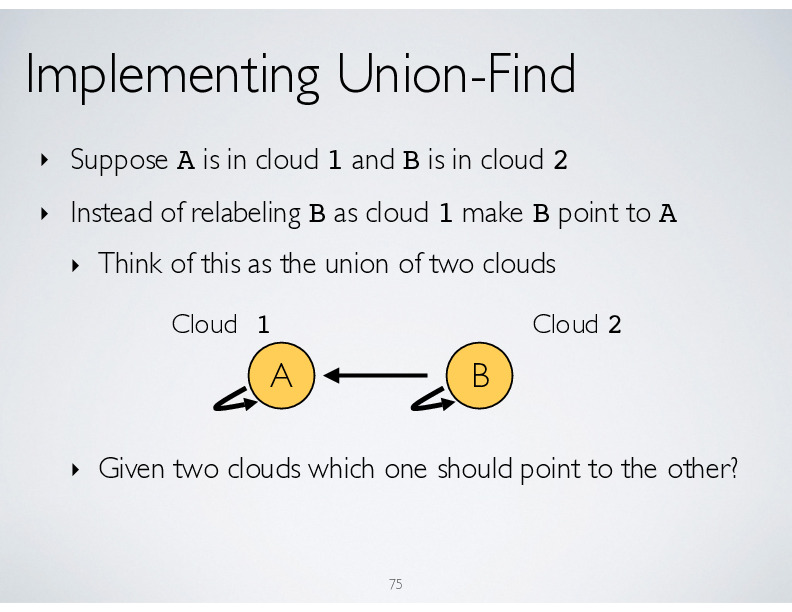 Implementing Union-Find
‣ Suppose A is in cloud 1 and B is in cloud 2
‣ Instead of relabeling B as cloud 1 make B point to A
‣ Think of this as the union of two clouds
Cloud 1 Cloud 2
A B
‣ Given two clouds which one should point to the other?
75